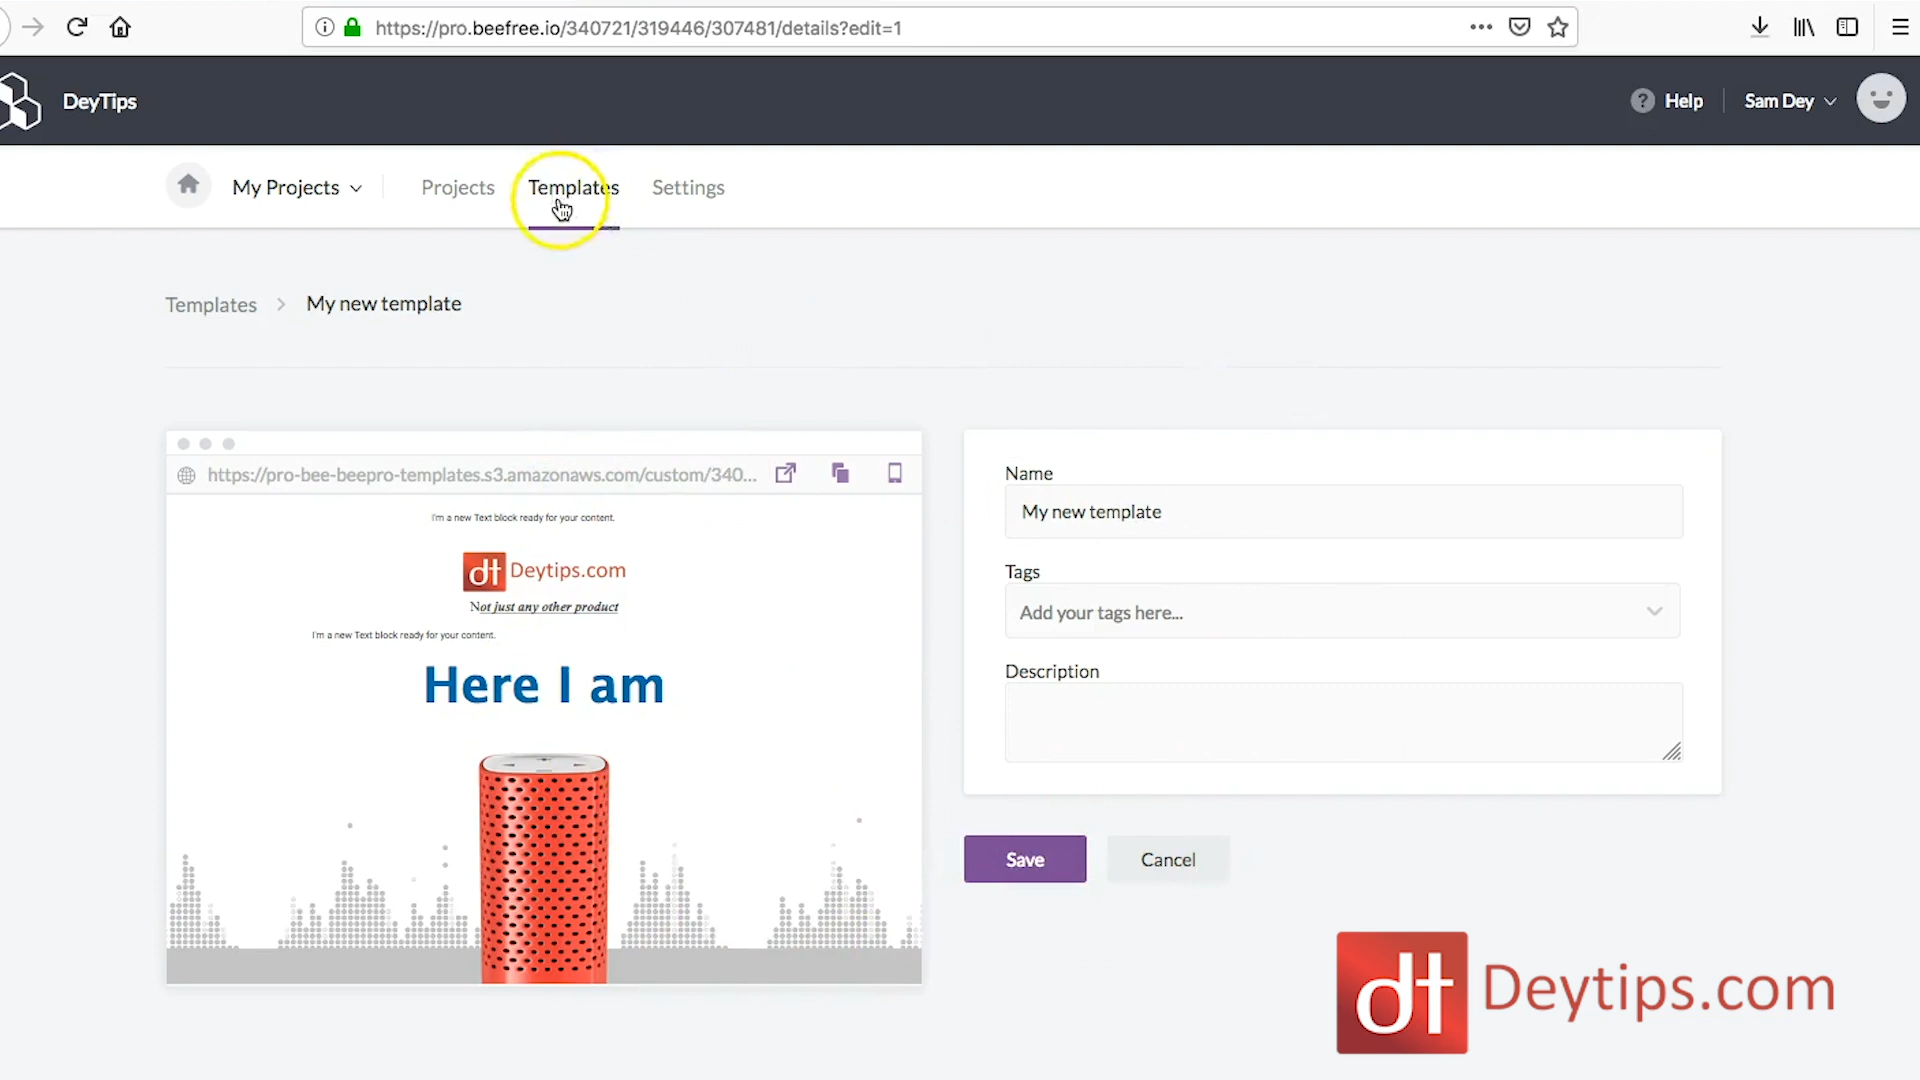 https://pro.beefree.io/340721/319446/307481/details?edit=1
DeyTips
? Help
Sam Dey
My Projects
Projects
Templates
Settings
Templates > My new template
https://pro-bee-beepro-templates.s3.amazonaws.com/custom/340...
I'm a new Text block ready for your content.
dt Deytips.com
Not just any other product
I'm a new Text block ready for your content.
Here I am
Name
My new template
Tags
Add your tags here...
Description
Save
Cancel
dt Deytips.com